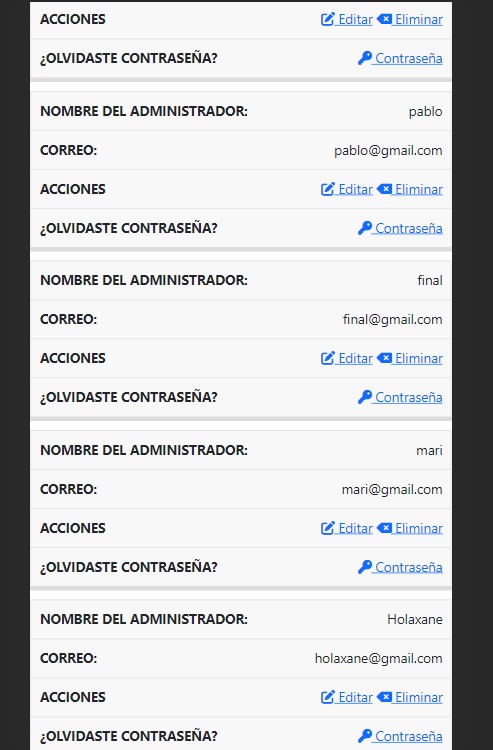 ACCIONES Editar Eliminar
¿OLVIDASTE CONTRASEÑA? Contraseña
NOMBRE DEL ADMINISTRADOR: pablo
CORREO: pablo@gmail.com
ACCIONES Editar Eliminar
¿OLVIDASTE CONTRASEÑA? Contraseña
NOMBRE DEL ADMINISTRADOR: final
CORREO: final@gmail.com
ACCIONES Editar Eliminar
¿OLVIDASTE CONTRASEÑA? Contraseña
NOMBRE DEL ADMINISTRADOR: mari
CORREO: mari@gmail.com
ACCIONES Editar Eliminar
¿OLVIDASTE CONTRASEÑA? Contraseña
NOMBRE DEL ADMINISTRADOR: Holaxane
CORREO: holaxane@gmail.com
ACCIONES Editar Eliminar
¿OLVIDASTE CONTRASEÑA? Contraseña